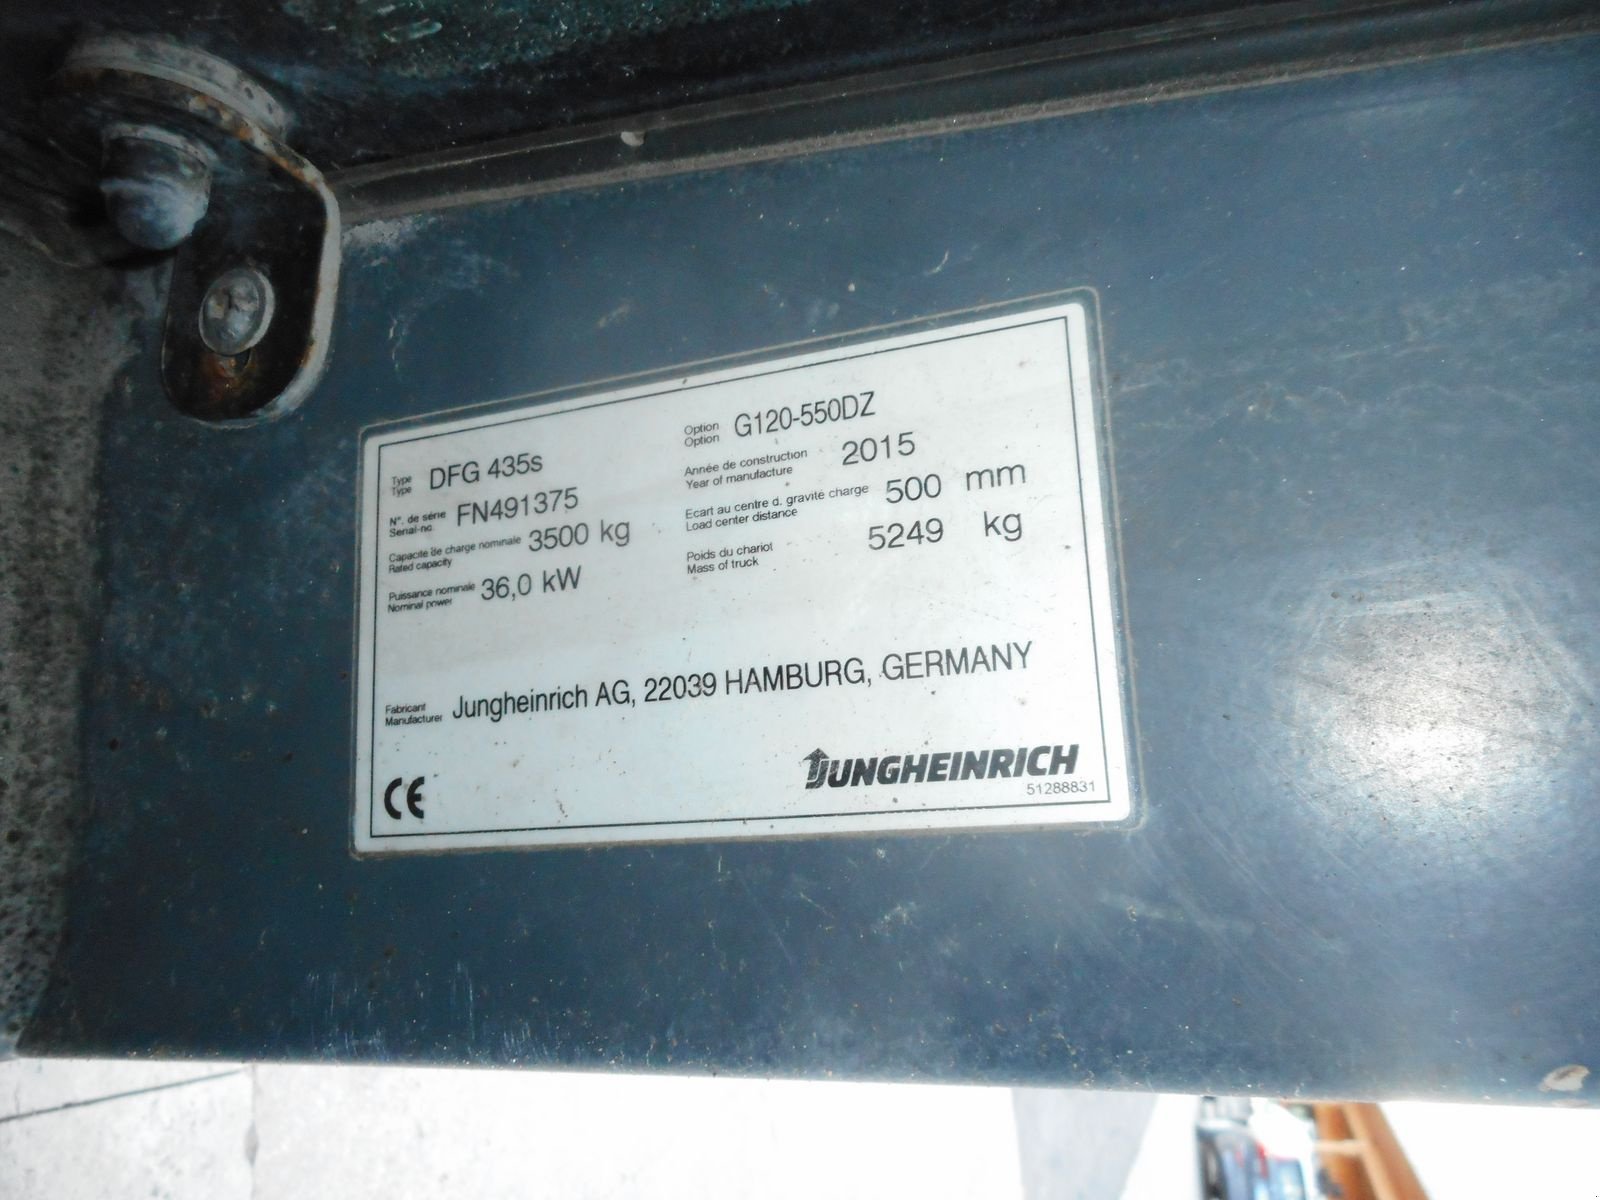 Type
Type DFG 435s
Option
Option G120-550DZ
N°. de série
Serial-no. FN491375
Année de construction
Year of manufacture 2015
Capacité de charge nominale
Rated capacity 3500 kg
Ecart au centre d. gravité charge
Load center distance 500 mm
Puissance nominale
Nominal power 36,0 kW
Poids du chariot
Mass of truck 5249 kg
Fabricant
Manufacturer Jungheinrich AG, 22039 HAMBURG, GERMANY
CE
JUNGHEINRICH
51288831